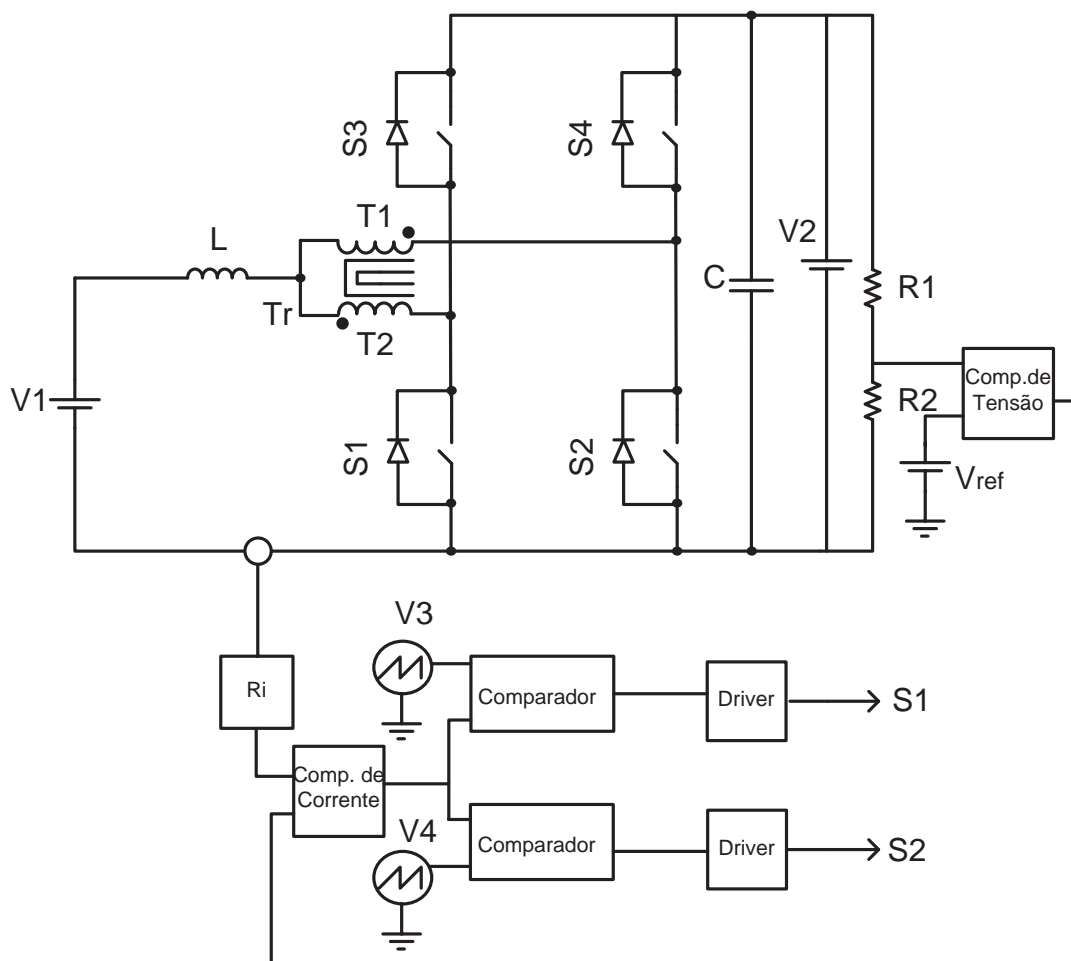 S3
S4
T1
L
V2
C
R1
Tr
T2
Comp.de
Tensão
V1
R2
S1
S2
Vref
V3
Ri
Comparador
Driver
S1
Comp. de
Corrente
V4
Comparador
Driver
S2